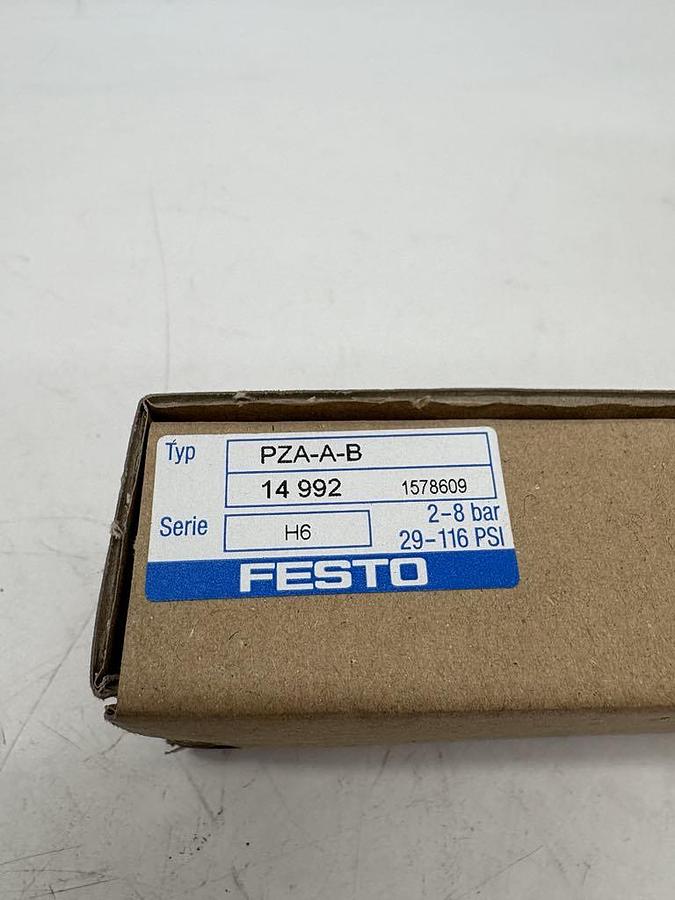 Typ PZA-A-B
14 992 1578609
Serie H6 2-8 bar
29-116 PSI
FESTO